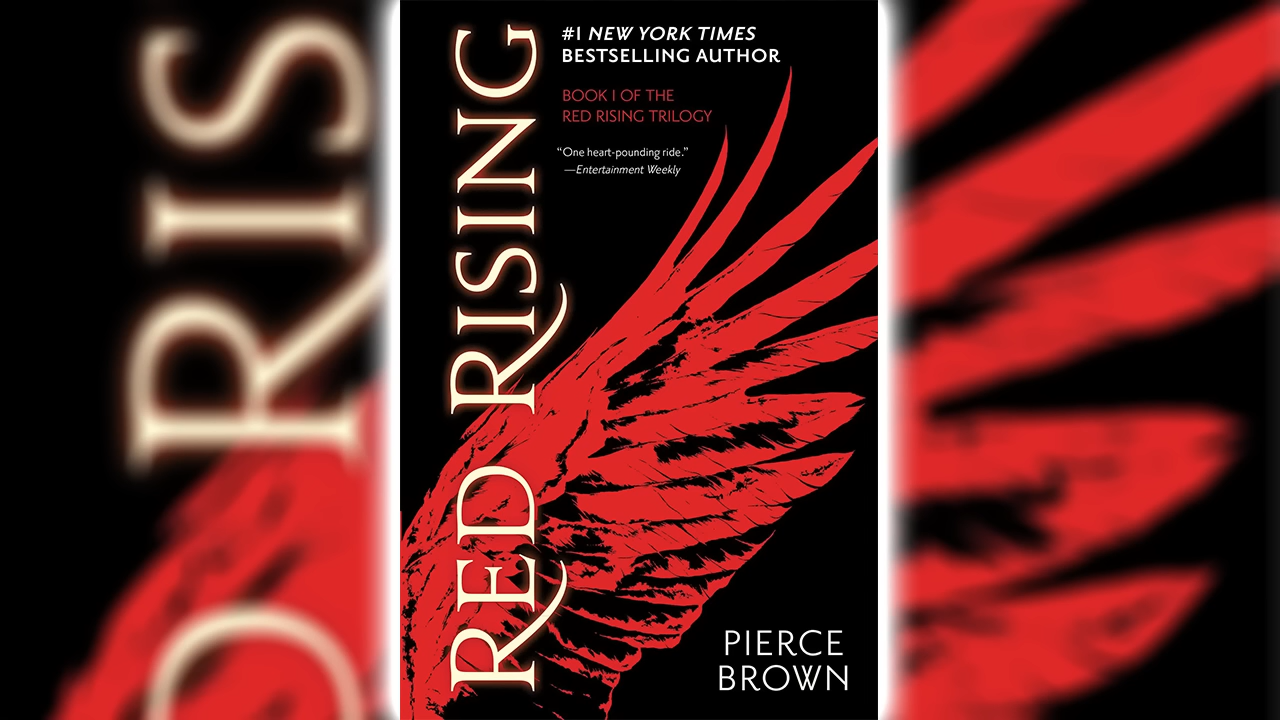 RED RISING
#1 NEW YORK TIMES
BESTSELLING AUTHOR
BOOK I OF THE
RED RISING TRILOGY
“One heart-pounding ride.”
—Entertainment Weekly
PIERCE
BROWN
RIS
D